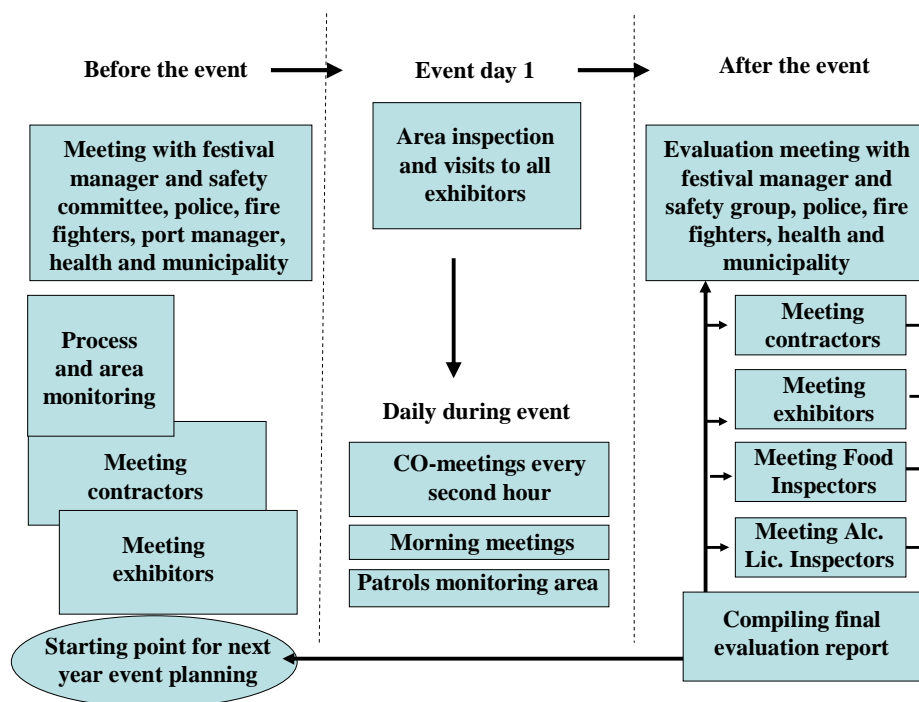 Before the event
Meeting with festival
manager and safety
committee, police, fire
fighters, port manager,
health and municipality
Process
and area
monitoring
Meeting
contractors
Meeting
exhibitors
Starting point for next
year event planning
Event day 1
Area inspection
and visits to all
exhibitors
Daily during event
CO-meetings every
second hour
Morning meetings
Patrols monitoring area
After the event
Evaluation meeting with
festival manager and
safety group, police, fire
fighters, health and
municipality
Meeting
contractors
Meeting
exhibitors
Meeting Food
Inspectors
Meeting Alc.
Lic. Inspectors
Compiling final
evaluation report